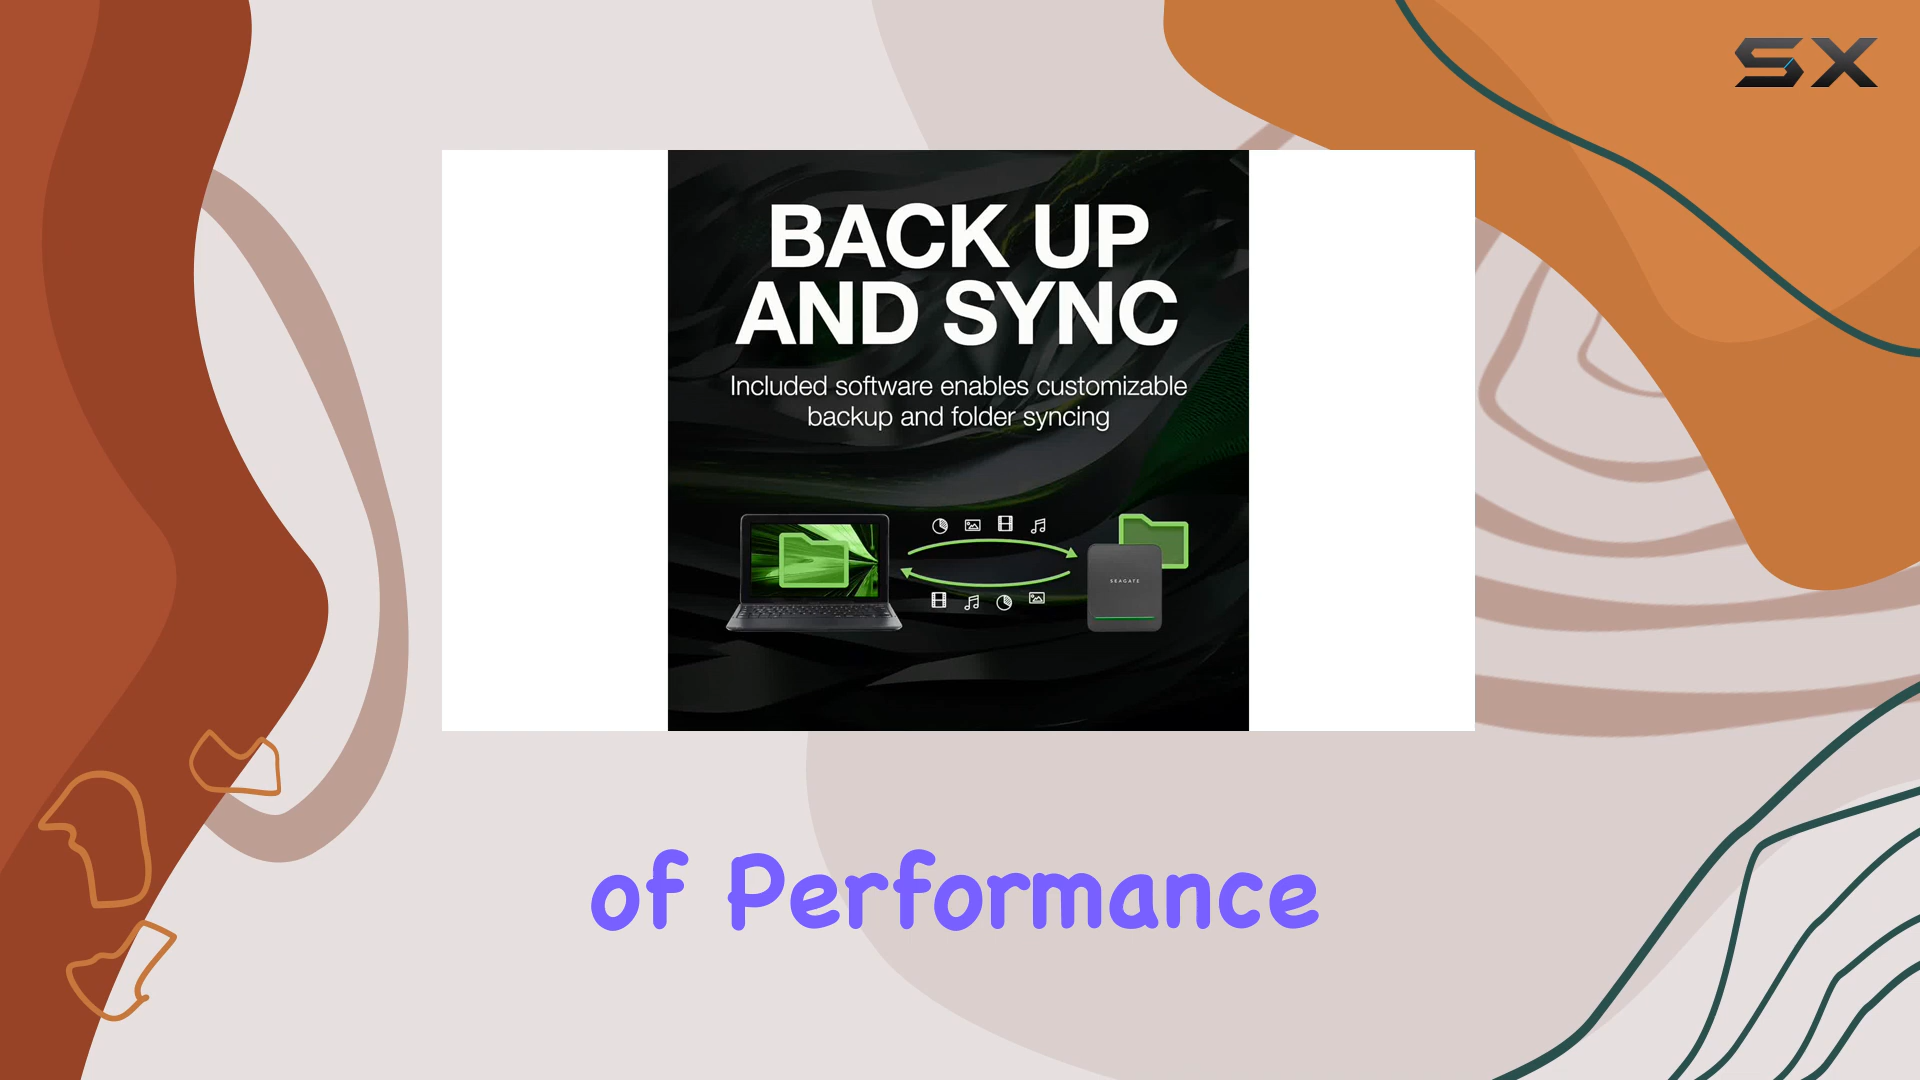 SX
BACK UP
AND SYNC
Included software enables customizable
backup and folder syncing
SEAGATE
of Performance